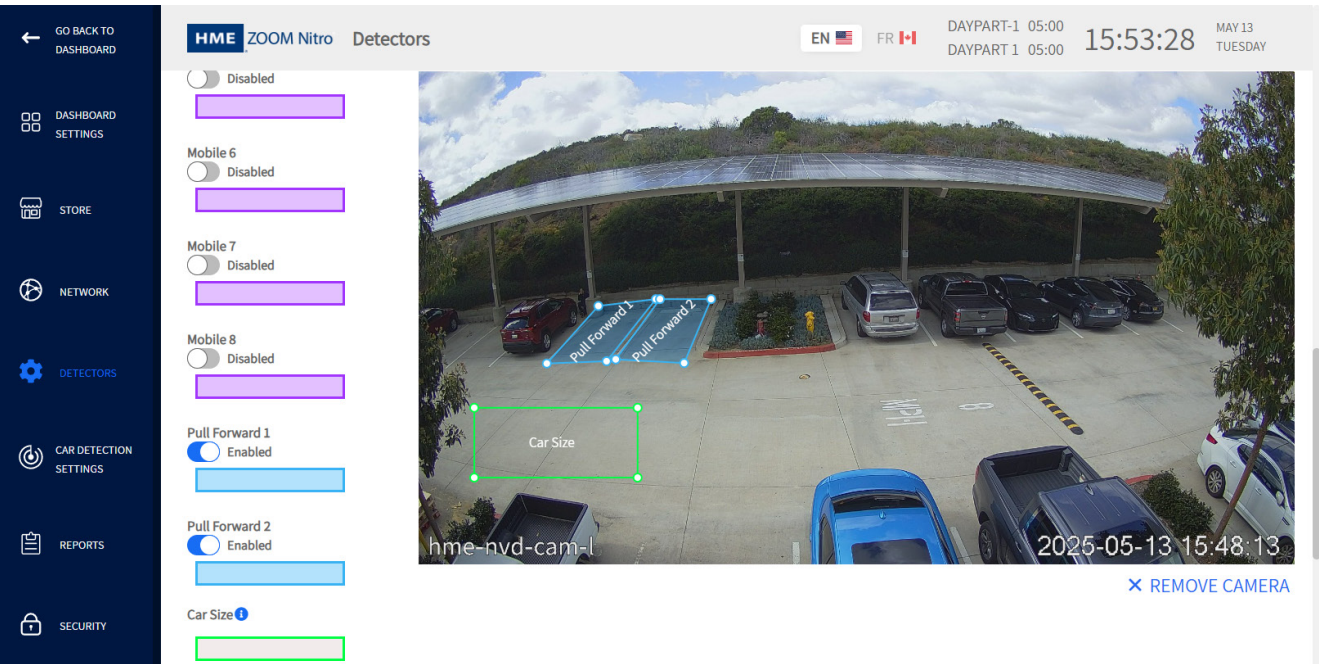 GO BACK TO
DASHBOARD
DASHBOARD
SETTINGS
STORE
NETWORK
DETECTORS
CAR DETECTION
SETTINGS
REPORTS
SECURITY
HME ZOOM Nitro Detectors
EN FR
DAYPART-1 05:00
DAYPART 1 05:00
15:53:28
MAY 13
TUESDAY
Disabled
Mobile 6
Disabled
Mobile 7
Disabled
Mobile 8
Disabled
Pull Forward 1
Enabled
Pull Forward 2
Enabled
Car Size
Pull Forward 1
Pull Forward 2
Car Size
hme-nvd-cam-l
2025-05-13 15:48:13
× REMOVE CAMERA